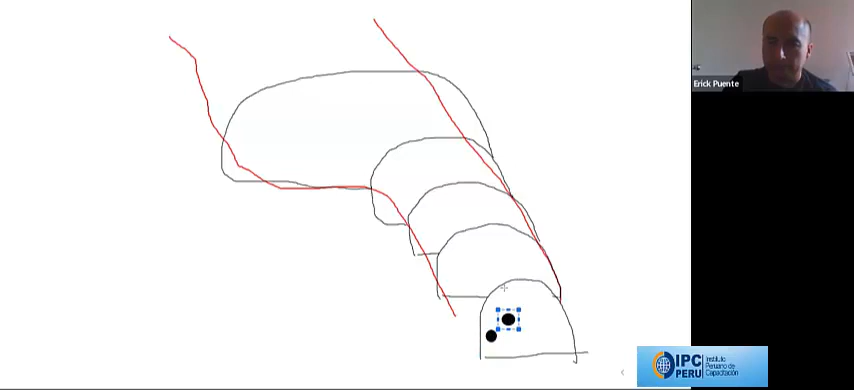 Erick Puente
IPC
PERU
Instituto
Peruano de
Capacitación